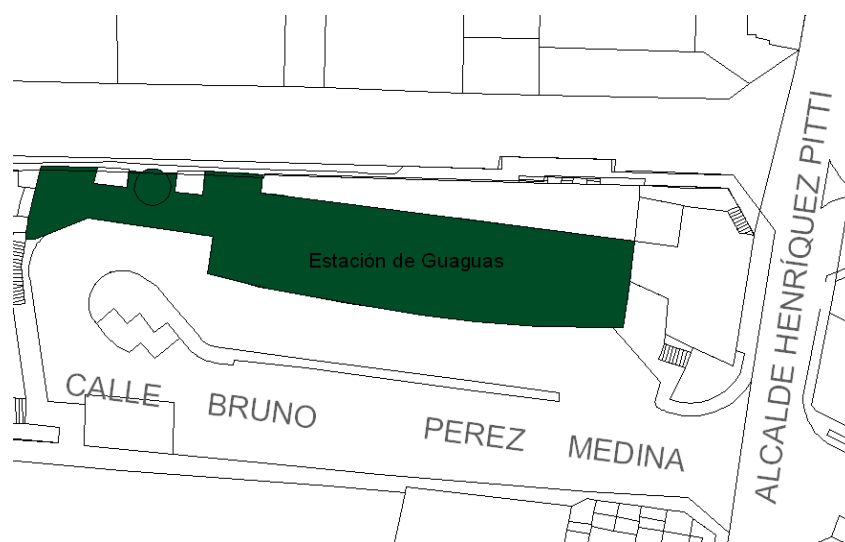 Estación de Guaguas
CALLE BRUNO PEREZ MEDINA
ALCALDE HENRÍQUEZ PITTI